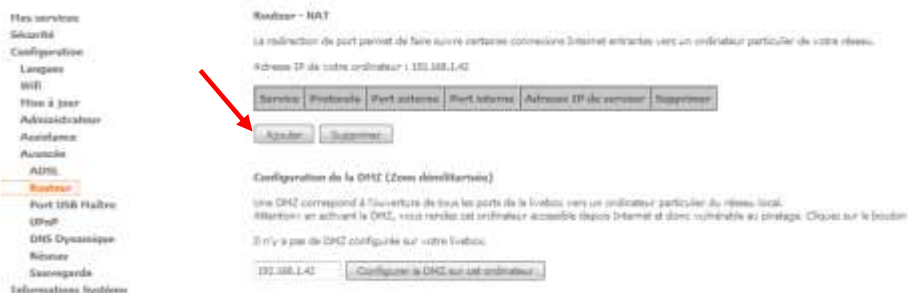 Mes services
Sécurité
Configuration
Langues
Wifi
Mise à jour
Administrateur
Assistance
Avancée
ADSL
Routeur
Port USB Maître
UPnP
DNS Dynamique
Réseau
Sauvegarde
Informations Système
Routeur - NAT
La redirection de port permet de faire suivre certaines connexions Internet entrantes vers un ordinateur particulier de votre réseau.
Adresse IP de votre ordinateur : 192.168.1.42
Service Protocole Port externe Port interne Adresse IP du serveur Supprimer
Ajouter Supprimer
Configuration de la DMZ (Zone démilitarisée)
Une DMZ correspond à l'ouverture de tous les ports de la livebox vers un ordinateur particulier du réseau local.
Attention: en activant la DMZ, vous rendez cet ordinateur accessible depuis Internet et donc vulnérable au piratage. Cliquez sur le bouton
Il n'y a pas de DMZ configurée sur votre livebox.
192.168.1.42 Configurer la DMZ sur cet ordinateur